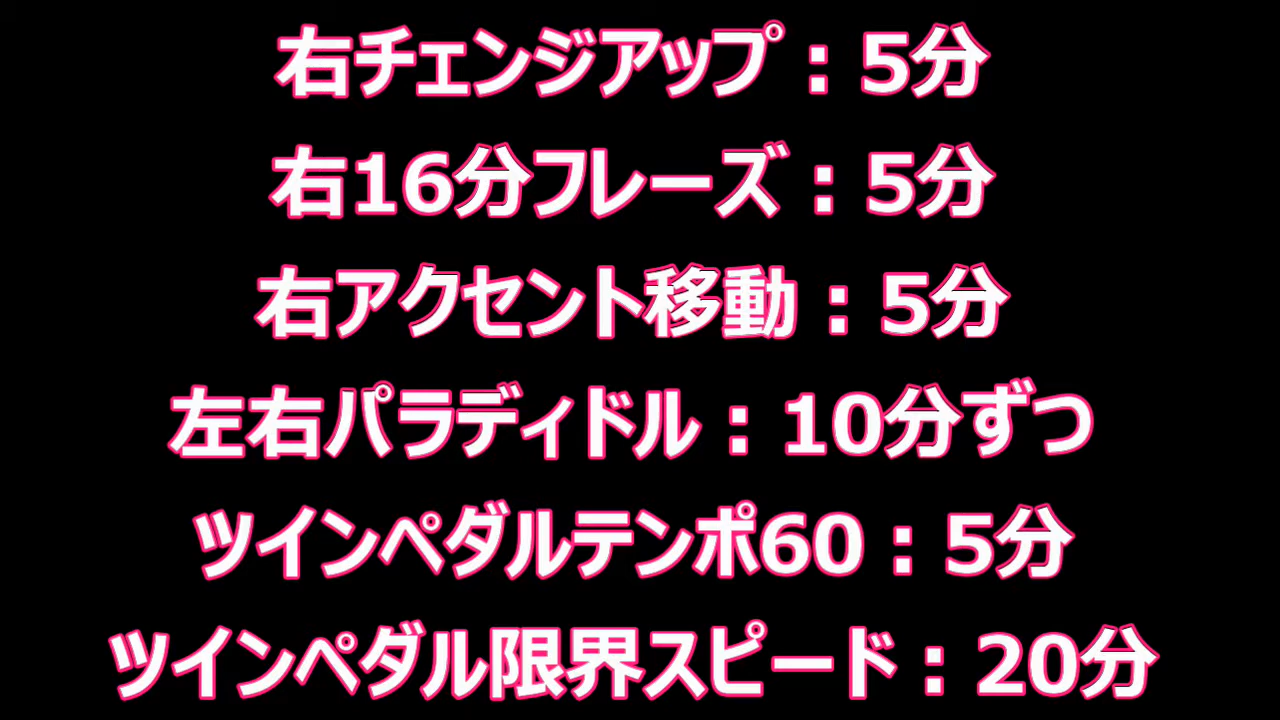 右チェンジアップ：5分
右16分フレーズ：5分
右アクセント移動：5分
左右パラディドル：10分ずつ
ツインペダルテンポ60：5分
ツインペダル限界スピード：20分